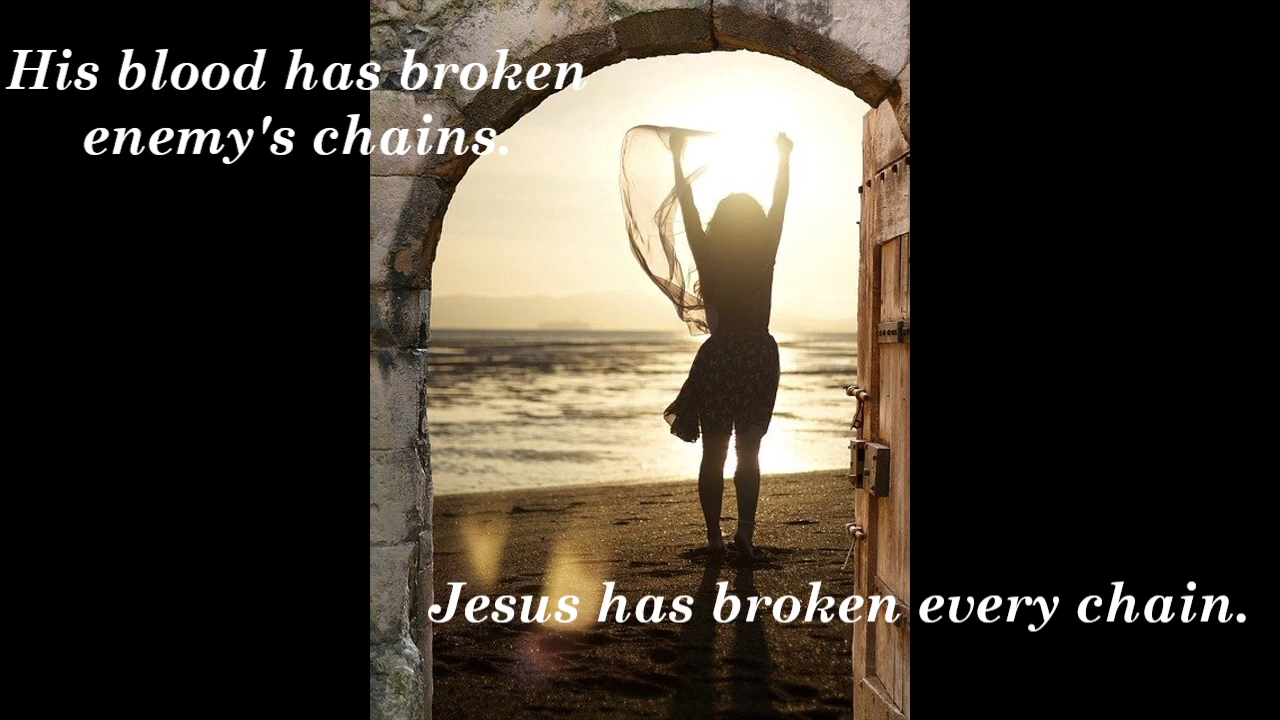 His blood has broken
enemy's chains.
Jesus has broken every chain.